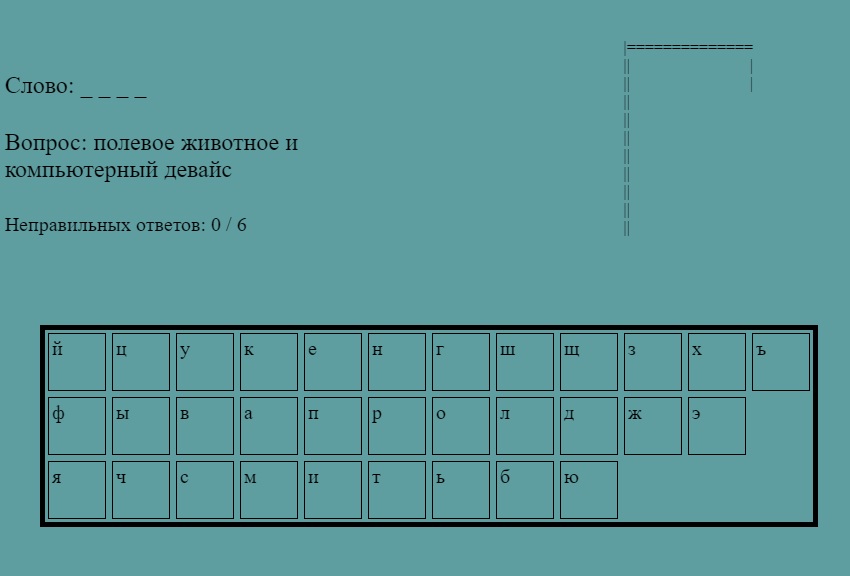 Слово: _ _ _ _
Вопрос: полевое животное и
компьютерный девайс
Неправильных ответов: 0 / 6
|==============
|| |
|| |
||
||
||
||
||
||
||
||
й ц у к е н г ш щ з х ъ
ф ы в а п р о л д ж э
я ч с м и т ь б ю